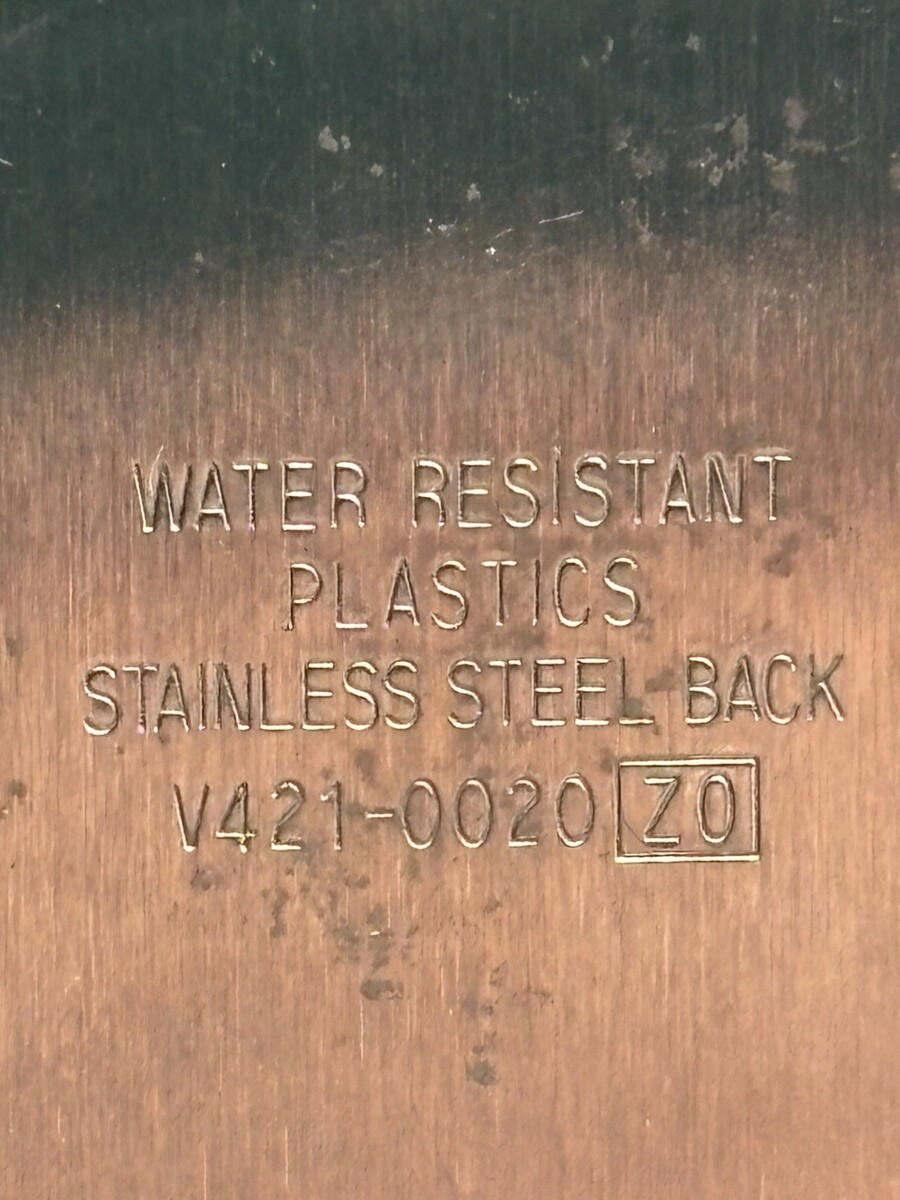 WATER RESISTANT
PLASTICS
STAINLESS STEEL BACK
V421-0020 Z0